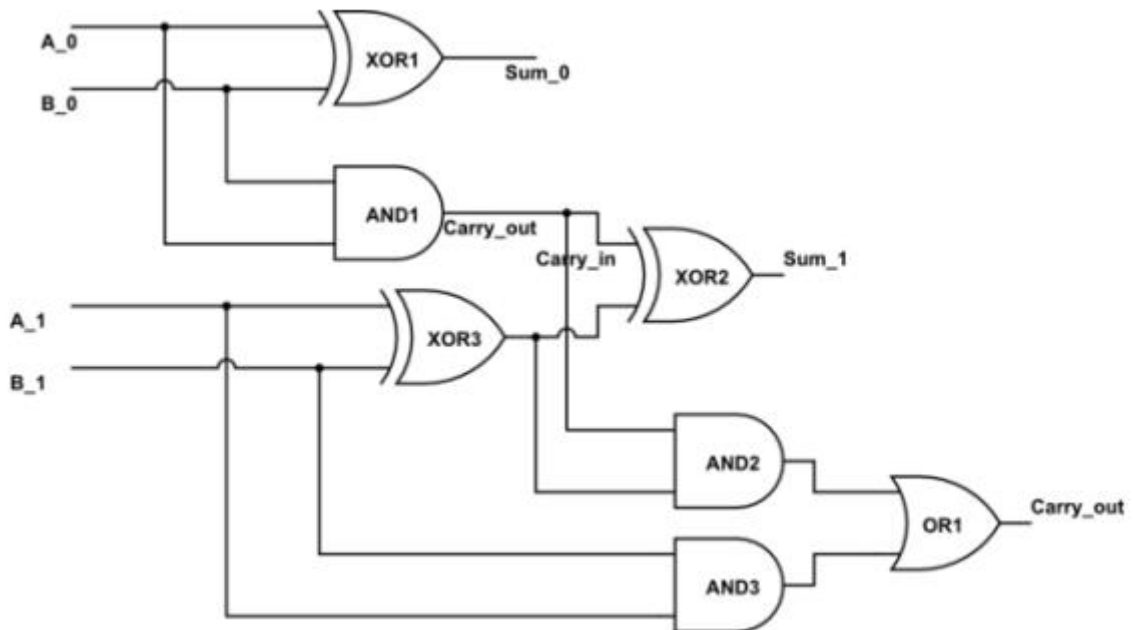 A_0
XOR1
Sum_0
B_0
AND1
Carry_out
Carry_in
XOR2
Sum_1
A_1
XOR3
B_1
AND2
Carry_out
OR1
AND3